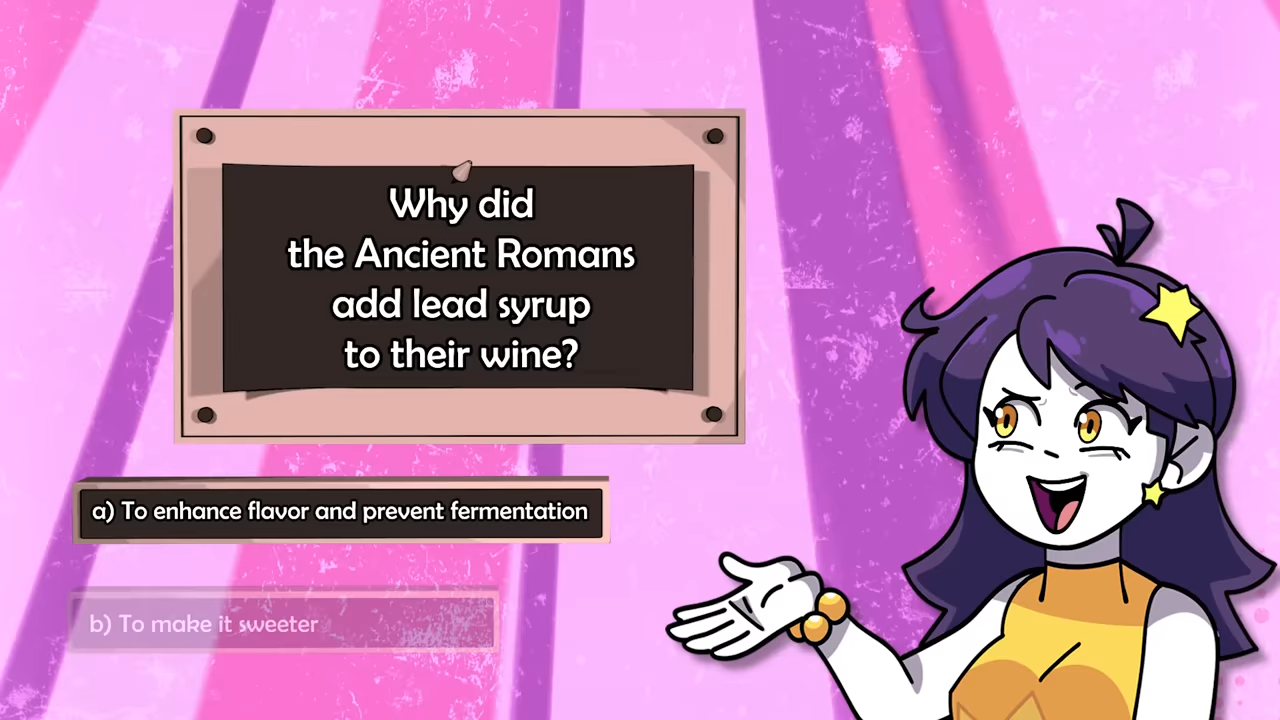 Why did
the Ancient Romans
add lead syrup
to their wine?
a) To enhance flavor and prevent fermentation
b) To make it sweeter